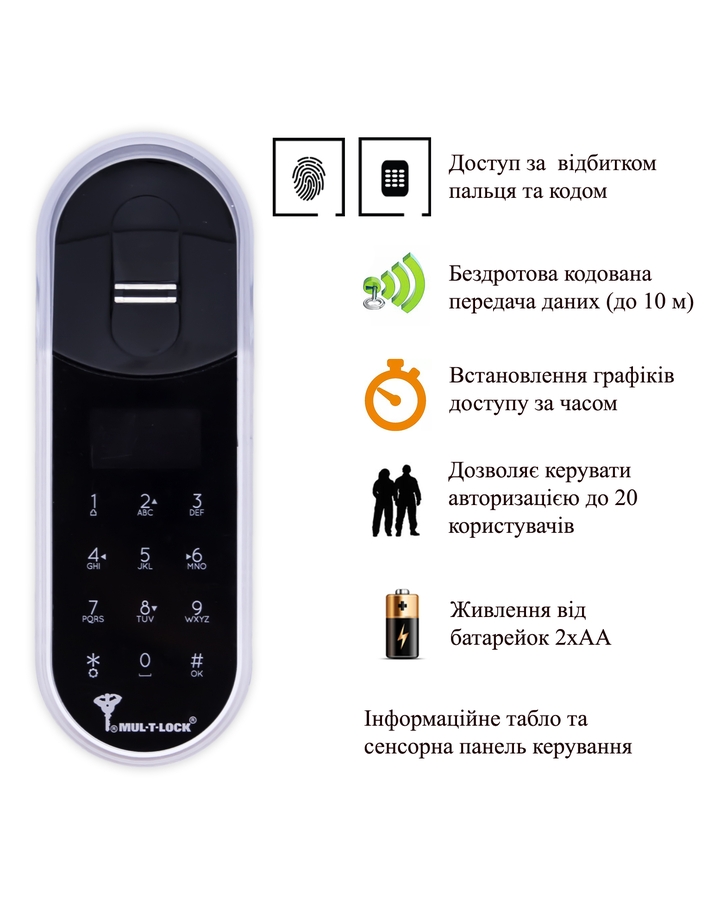 Доступ за відбитком
пальця та кодом
Бездротова кодована
передача даних (до 10 м)
Встановлення графіків
доступу за часом
Дозволяє керувати
авторизацією до 20
користувачів
Живлення від
батарейок 2xAA
Інформаційне табло та
сенсорна панель керування
1 2 3
ABC DEF
4 5 6
GHI JKL MNO
7 8 9
PQRS TUV WXYZ
* 0 #
OK
® MUL-T-LOCK®